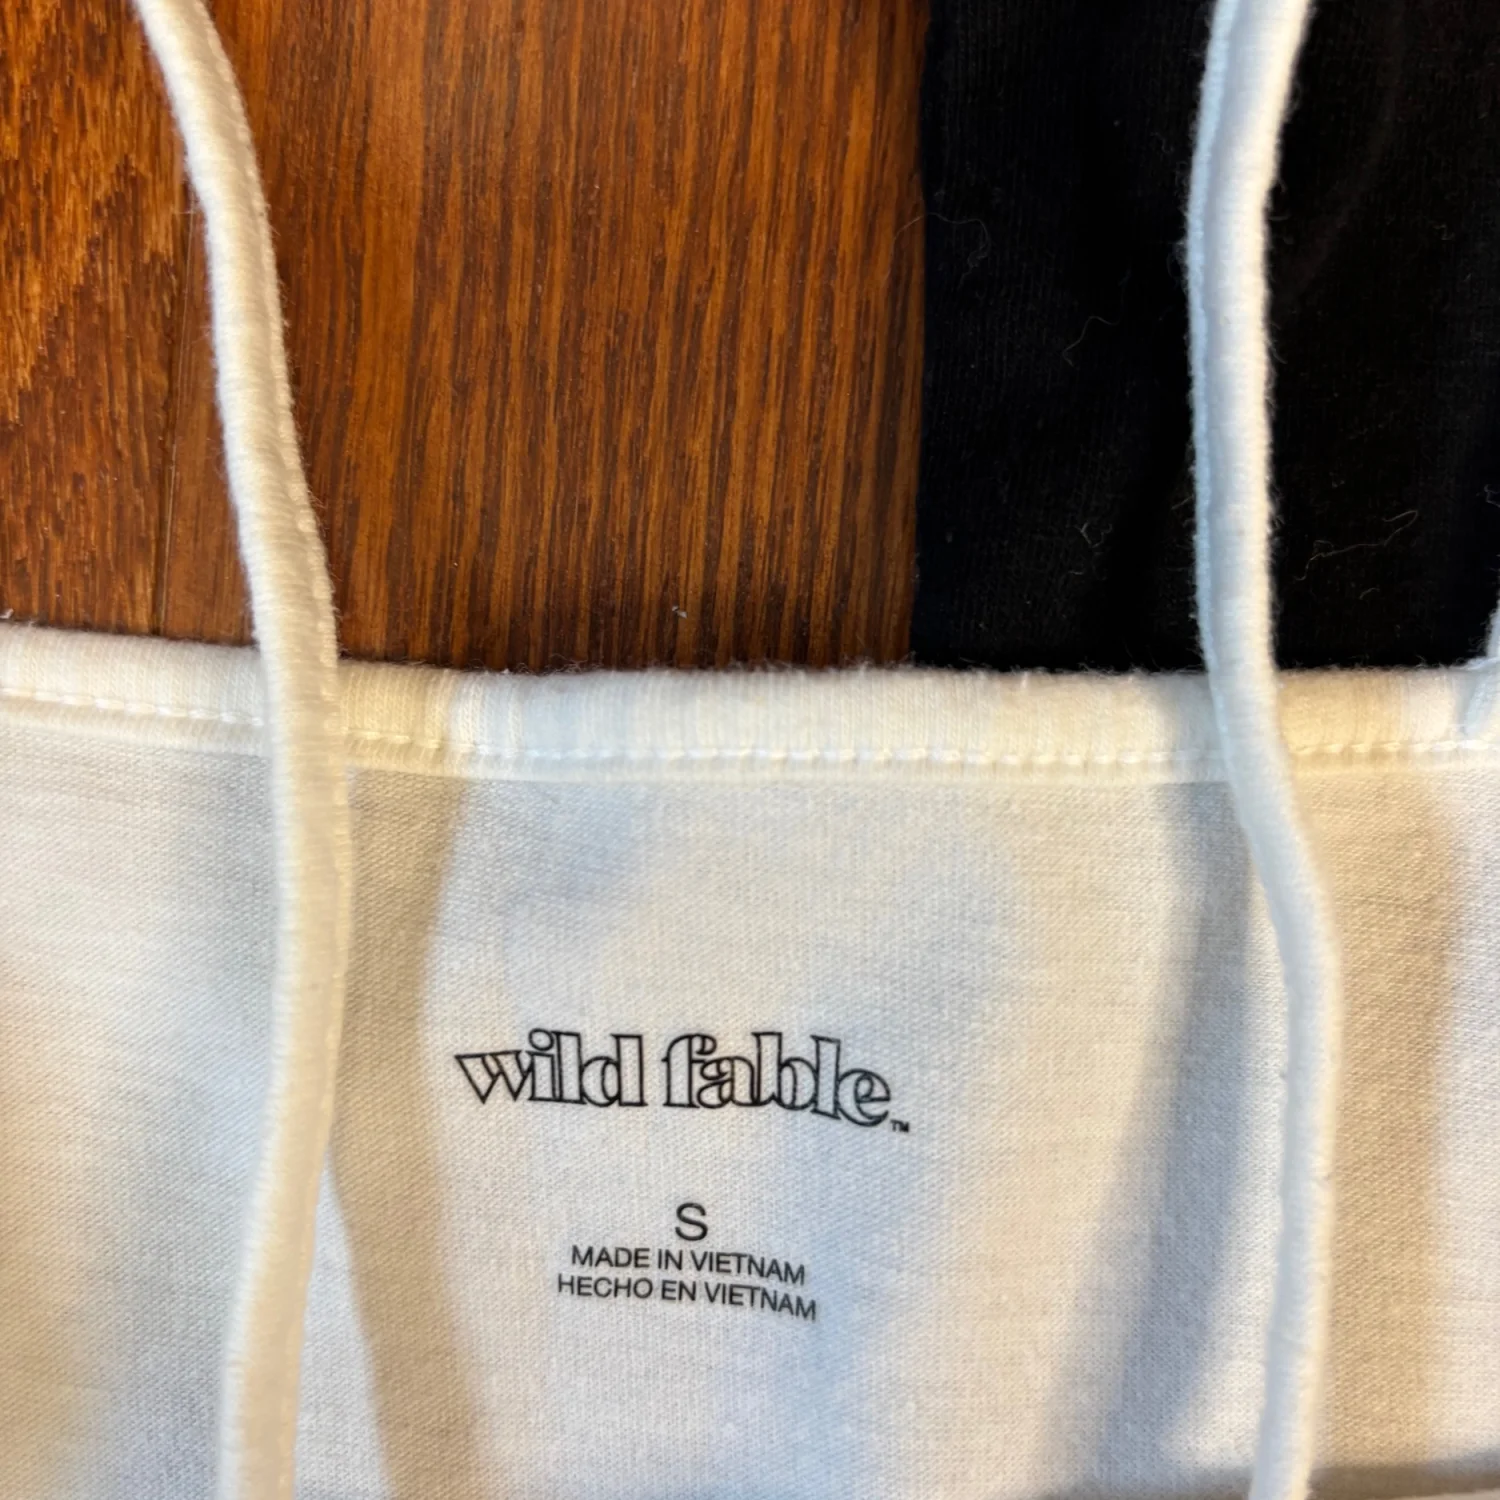 wild fable™
S
MADE IN VIETNAM
HECHO EN VIETNAM